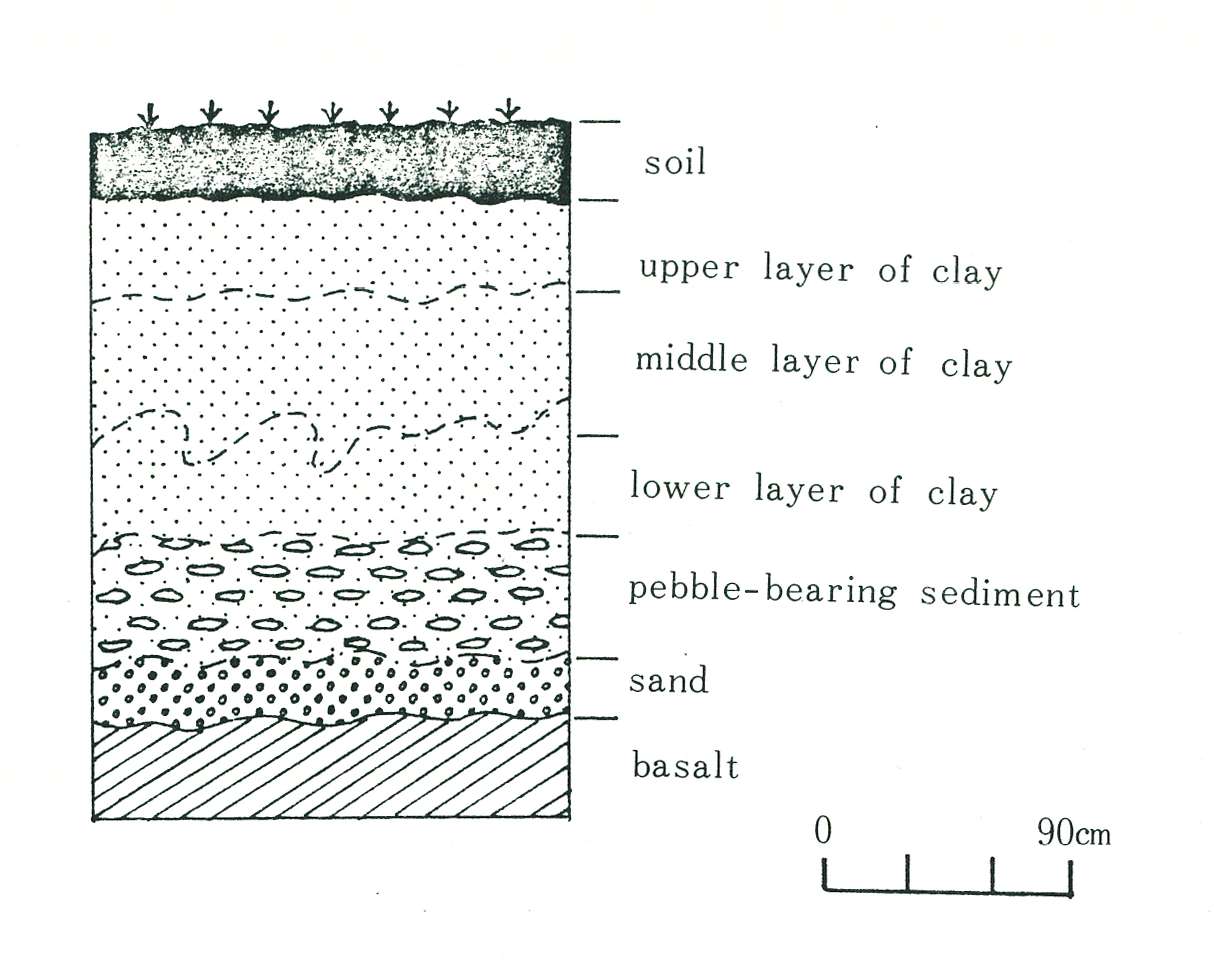 soil
upper layer of clay
middle layer of clay
lower layer of clay
pebble-bearing sediment
sand
basalt
0 90cm